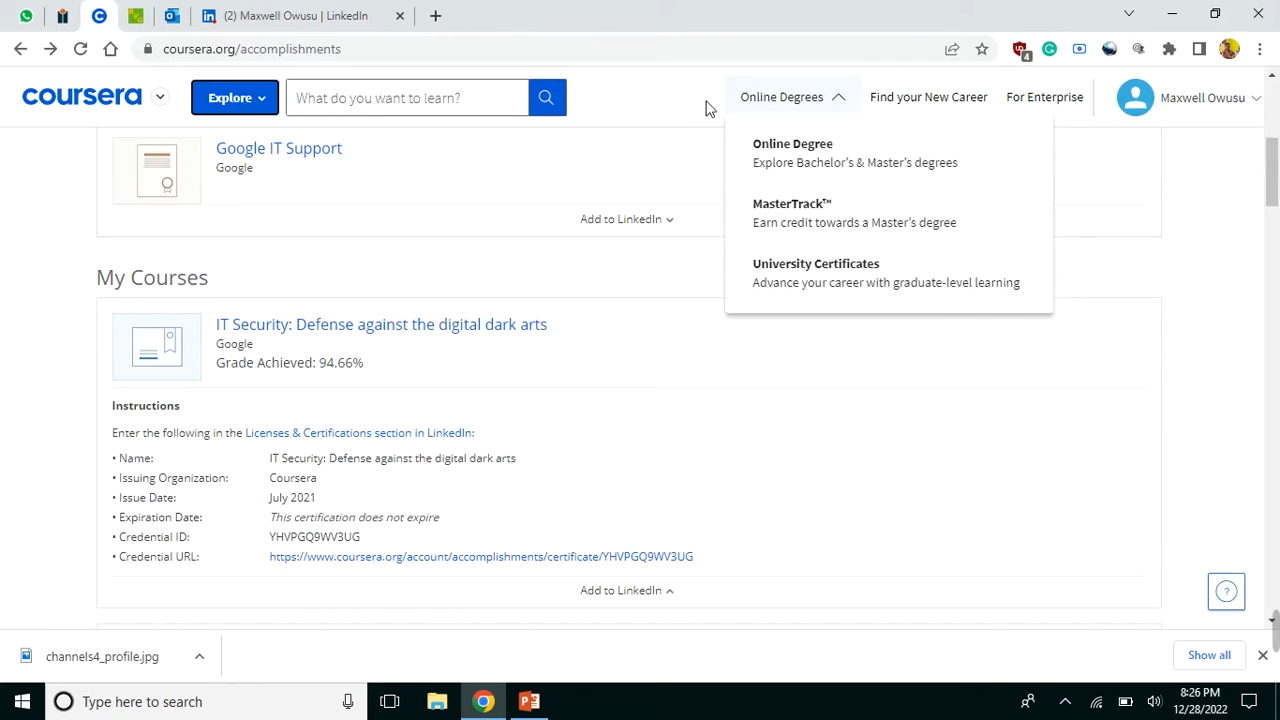 (2) Maxwell Owusu | LinkedIn
coursera.org/accomplishments
4
coursera
Explore
What do you want to learn?
Online Degrees
Find your New Career
For Enterprise
Maxwell Owusu
Online Degree
Explore Bachelor's & Master's degrees
MasterTrack™
Earn credit towards a Master's degree
University Certificates
Advance your career with graduate-level learning
Google IT Support
Google
Add to LinkedIn
My Courses
IT Security: Defense against the digital dark arts
Google
Grade Achieved: 94.66%
Instructions
Enter the following in the Licenses & Certifications section in LinkedIn:
• Name: IT Security: Defense against the digital dark arts
• Issuing Organization: Coursera
• Issue Date: July 2021
• Expiration Date: This certification does not expire
• Credential ID: YHVPGQ9WV3UG
• Credential URL: https://www.coursera.org/account/accomplishments/certificate/YHVPGQ9WV3UG
Add to LinkedIn
?
channels4_profile.jpg
Show all
Type here to search
8:26 PM
12/28/2022